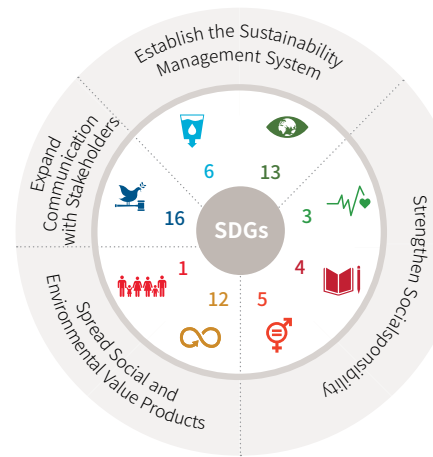 Establish the Sustainability
Management System
Expand
Communication
with Stakeholders
6
13
16
3
SDGs
1
4
12
5
Strengthen Socialsponsibility
Spread Social and
Environmental Value Products